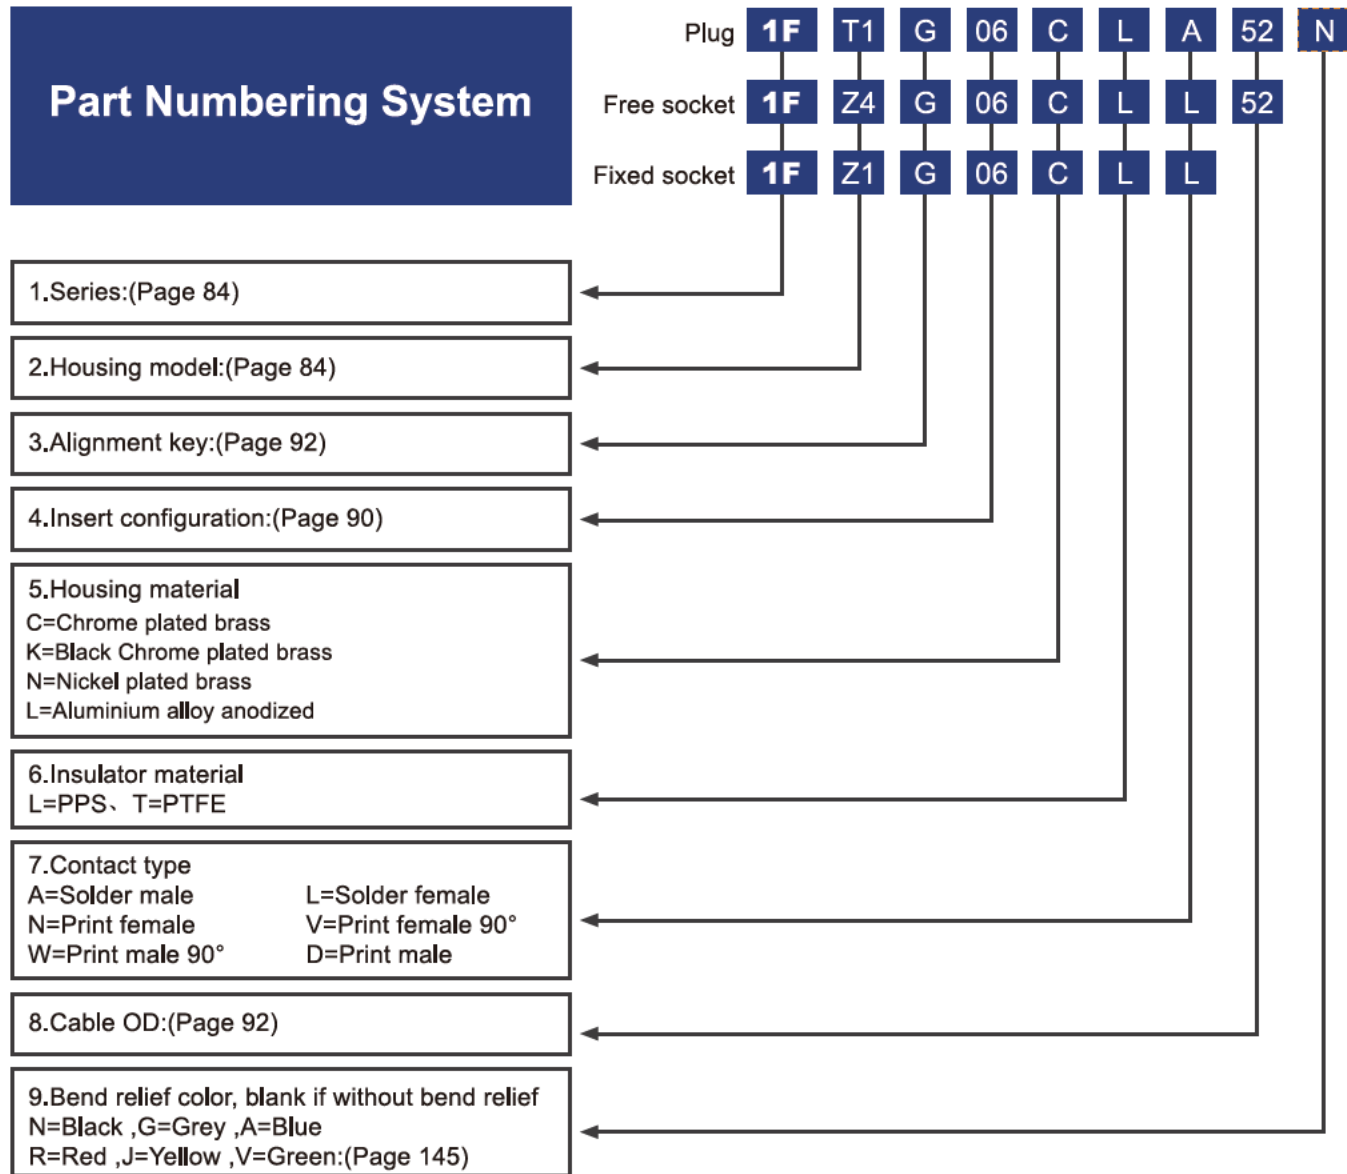 Part Numbering System
Plug 1F T1 G 06 C L A 52 N
Free socket 1F Z4 G 06 C L L 52
Fixed socket 1F Z1 G 06 C L L
1.Series:(Page 84)
2.Housing model:(Page 84)
3.Alignment key:(Page 92)
4.Insert configuration:(Page 90)
5.Housing material
C=Chrome plated brass
K=Black Chrome plated brass
N=Nickel plated brass
L=Aluminium alloy anodized
6.Insulator material
L=PPS、T=PTFE
7.Contact type
A=Solder male L=Solder female
N=Print female V=Print female 90°
W=Print male 90° D=Print male
8.Cable OD:(Page 92)
9.Bend relief color, blank if without bend relief
N=Black ,G=Grey ,A=Blue
R=Red ,J=Yellow ,V=Green:(Page 145)